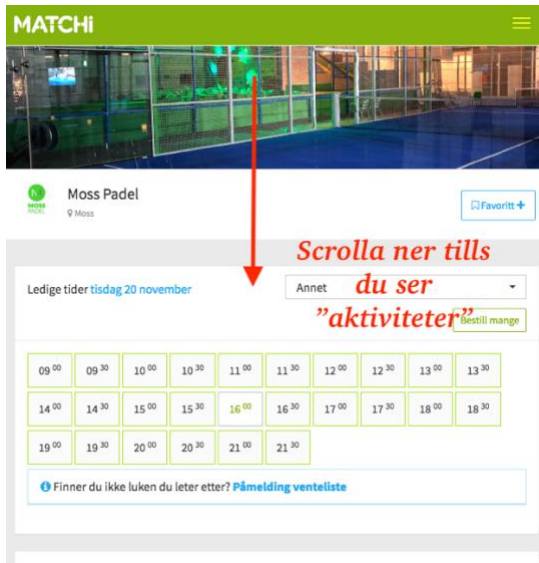 MATCHi
Moss Padel
MOSS
PADEL
Moss
Favoritt +
Scrolla ner tills
du ser
"aktiviteter"
Ledige tider tisdag 20 november
Annet
Bestill mange
09 00 09 30 10 00 10 30 11 00 11 30 12 00 12 30 13 00 13 30
14 00 14 30 15 00 15 30 16 00 16 30 17 00 17 30 18 00 18 30
19 00 19 30 20 00 20 30 21 00 21 30
Finner du ikke luken du leter etter? Påmelding venteliste